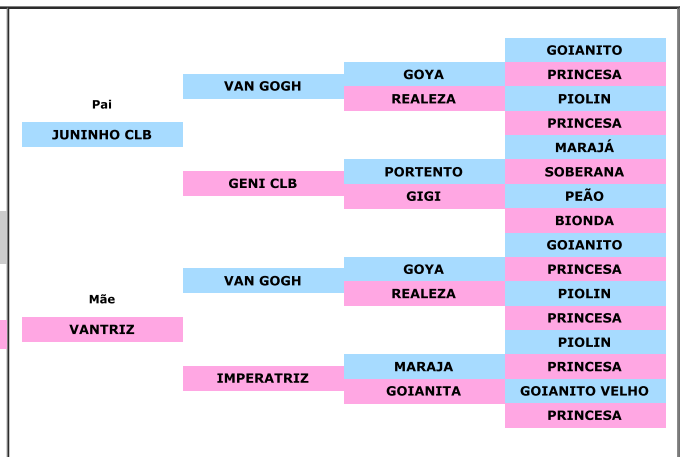 GOIANITO
GOYA
PRINCESA
VAN GOGH
REALEZA
PIOLIN
Pai
PRINCESA
JUNINHO CLB
MARAJÁ
PORTENTO
SOBERANA
GENI CLB
GIGI
PEÃO
BIONDA
GOIANITO
GOYA
PRINCESA
VAN GOGH
REALEZA
PIOLIN
Mãe
PRINCESA
VANTRIZ
PIOLIN
MARAJA
PRINCESA
IMPERATRIZ
GOIANITA
GOIANITO VELHO
PRINCESA